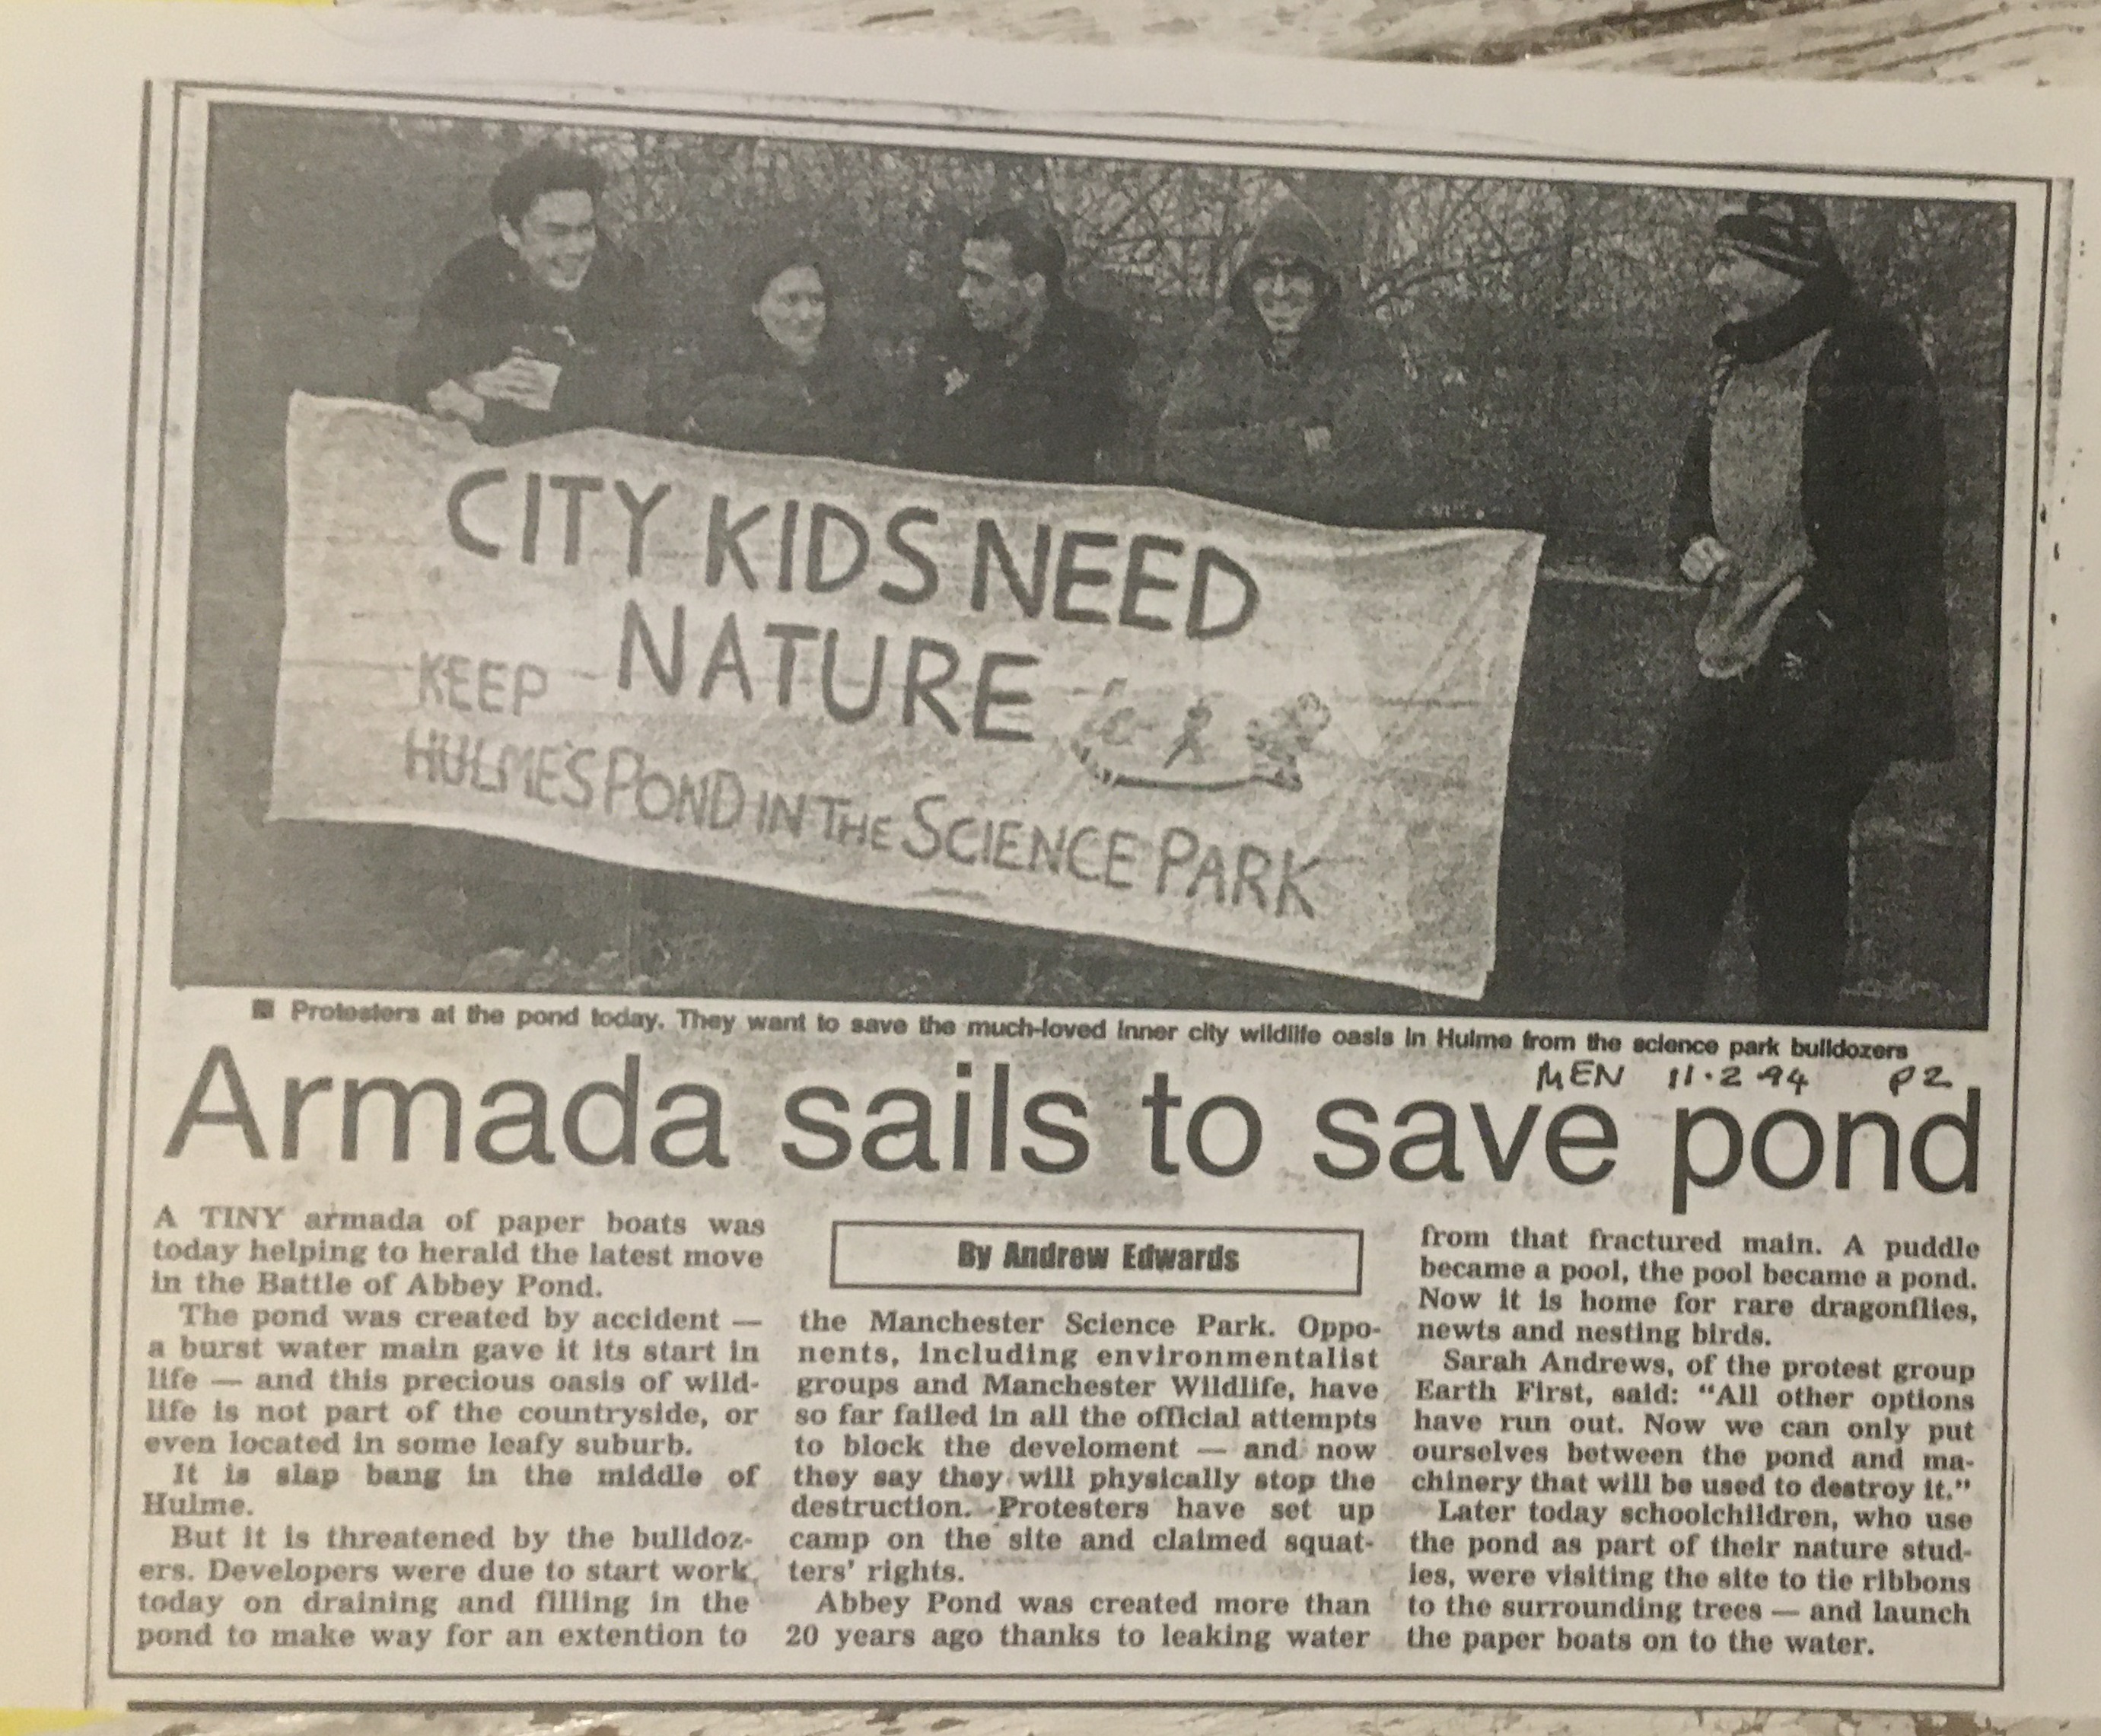 CITY KIDS NEED
NATURE
KEEP
HULME'S POND IN THE SCIENCE PARK
■ Protesters at the pond today. They want to save the much-loved inner city wildlife oasis in Hulme from the science park bulldozers
MEN 11.2.94 P2
Armada sails to save pond
A TINY armada of paper boats was
today helping to herald the latest move
in the Battle of Abbey Pond.
The pond was created by accident —
a burst water main gave it its start in
life — and this precious oasis of wild-
life is not part of the countryside, or
even located in some leafy suburb.
It is slap bang in the middle of
Hulme.
But it is threatened by the bulldoz-
ers. Developers were due to start work
today on draining and filling in the
pond to make way for an extention to
By Andrew Edwards
the Manchester Science Park. Oppo-
nents, including environmentalist
groups and Manchester Wildlife, have
so far failed in all the official attempts
to block the develoment — and now
they say they will physically stop the
destruction. Protesters have set up
camp on the site and claimed squat-
ters' rights.
Abbey Pond was created more than
20 years ago thanks to leaking water
from that fractured main. A puddle
became a pool, the pool became a pond.
Now it is home for rare dragonflies,
newts and nesting birds.
Sarah Andrews, of the protest group
Earth First, said: “All other options
have run out. Now we can only put
ourselves between the pond and ma-
chinery that will be used to destroy it.”
Later today schoolchildren, who use
the pond as part of their nature stud-
ies, were visiting the site to tie ribbons
to the surrounding trees — and launch
the paper boats on to the water.